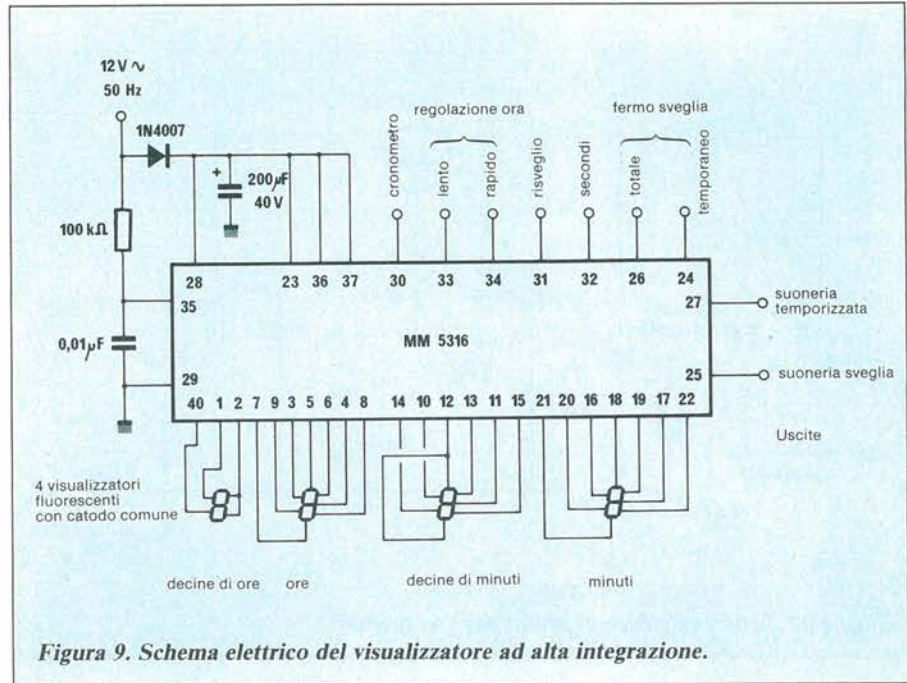 12 V ~
50 Hz
1N4007
+
200µF
40 V
100 kΩ
0,01µF
regolazione ora
fermo sveglia
cronometro
lento
rapido
risveglio
secondi
totale
temporaneo
28 23 36 37 30 33 34 31 32 26 24
35
27
suoneria
temporizzata
MM 5316
29
25
suoneria sveglia
40 1 2 7 9 3 5 6 4 8 14 10 12 13 11 15 21 20 16 18 19 17 22
Uscite
4 visualizzatori
fluorescenti
con catodo comune
decine di ore ore decine di minuti minuti
Figura 9. Schema elettrico del visualizzatore ad alta integrazione.